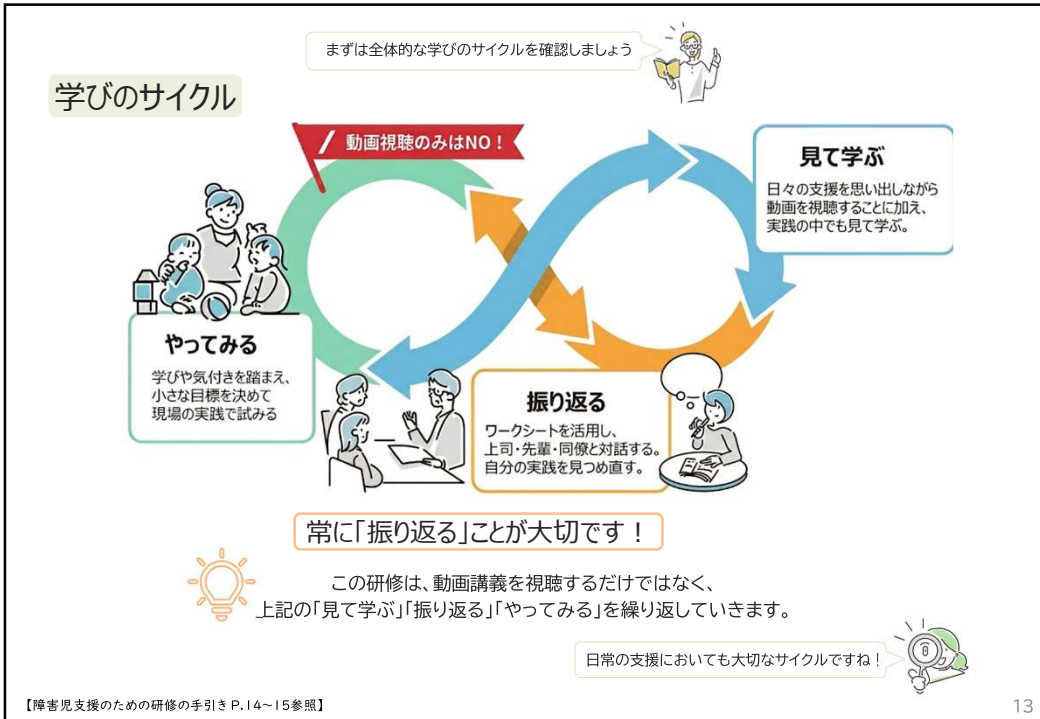 まずは全体的な学びのサイクルを確認しましょう
学びのサイクル
動画視聴のみはNO！
見て学ぶ
日々の支援を思い出しながら
動画を視聴することに加え、
実践の中でも見て学ぶ。
やってみる
学びや気付きを踏まえ、
小さな目標を決めて
現場の実践で試みる
振り返る
ワークシートを活用し、
上司・先輩・同僚と対話する。
自分の実践を見つめ直す。
常に「振り返る」ことが大切です！
この研修は、動画講義を視聴するだけではなく、
上記の「見て学ぶ」「振り返る」「やってみる」を繰り返していきます。
日常の支援においても大切なサイクルですね！
【障害児支援のための研修の手引きP.14～15参照】
13